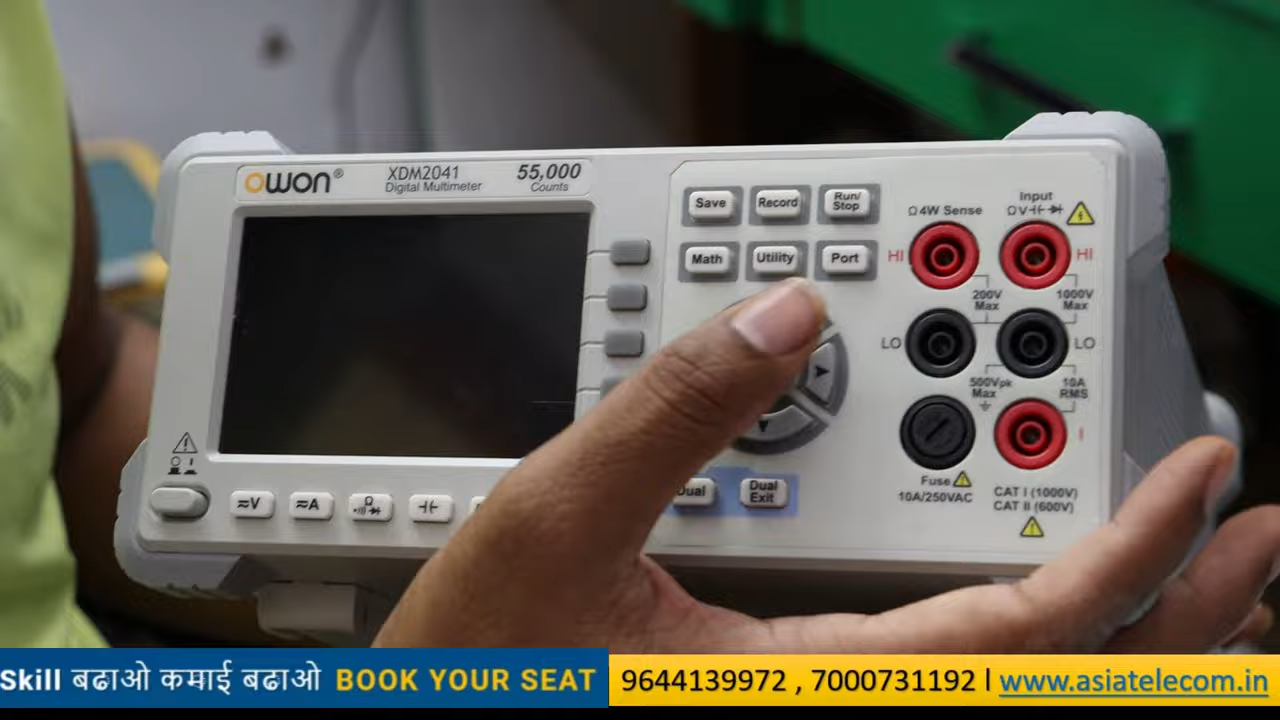 OWON®
XDM2041
Digital Multimeter
55,000
Counts
Save
Record
Run/
Stop
Math
Utility
Port
Ω4W Sense
Input
ΩV
HI
HI
200V
Max
1000V
Max
LO
LO
500Vpk
Max
10A
RMS
I
Fuse
10A/250VAC
CAT I (1000V)
CAT II (600V)
≂V
≂A
Ω
Dual
Dual
Exit
Skill बढाओ कमाई बढाओ BOOK YOUR SEAT
9644139972 , 7000731192 l www.asiatelecom.in